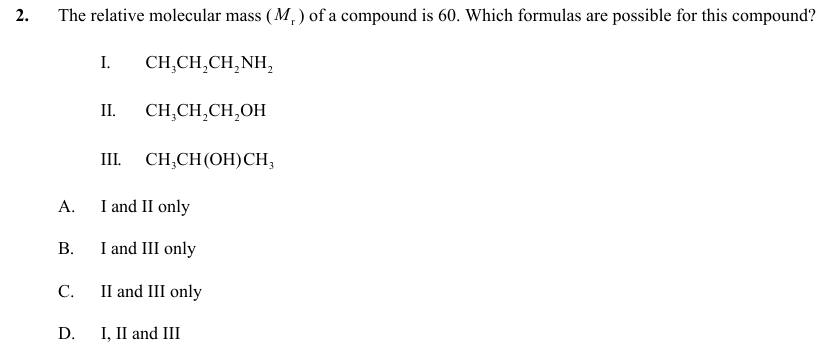 2. The relative molecular mass (Mᵣ) of a compound is 60. Which formulas are possible for this compound?
I. CH₃CH₂CH₂NH₂
II. CH₃CH₂CH₂OH
III. CH₃CH(OH)CH₃
A. I and II only
B. I and III only
C. II and III only
D. I, II and III